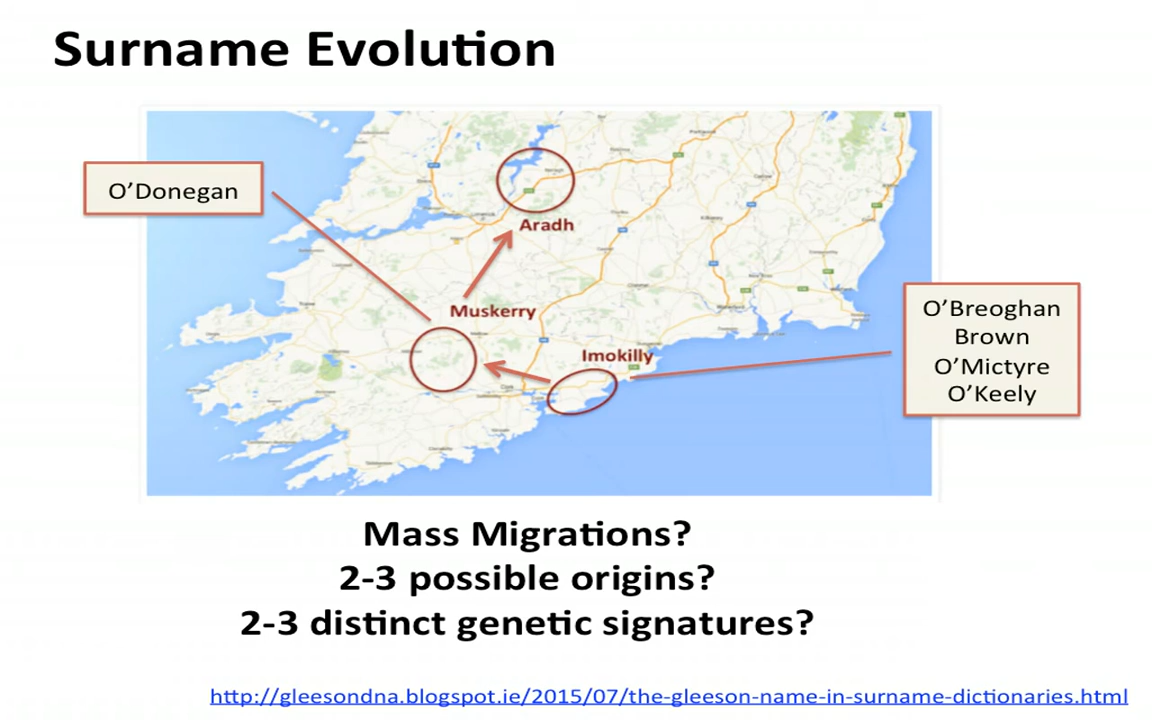 Surname Evolution
O'Donegan
Aradh
Muskerry
Imokilly
O'Breoghan
Brown
O'Mictyre
O'Keely
Mass Migrations?
2-3 possible origins?
2-3 distinct genetic signatures?
http://gleesondna.blogspot.ie/2015/07/the-gleeson-name-in-surname-dictionaries.html